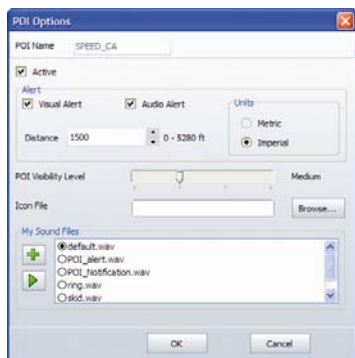 POI Options
POI Name SPEED_CA
Active
Alert
Visual Alert Audio Alert
Distance 1500 0 - 5280 ft
Units
Metric
Imperial
POI Visibility Level Medium
Icon File Browse...
My Sound Files
default.wav
POI_alert.wav
POI_Notification.wav
ring.wav
skid.wav
OK Cancel